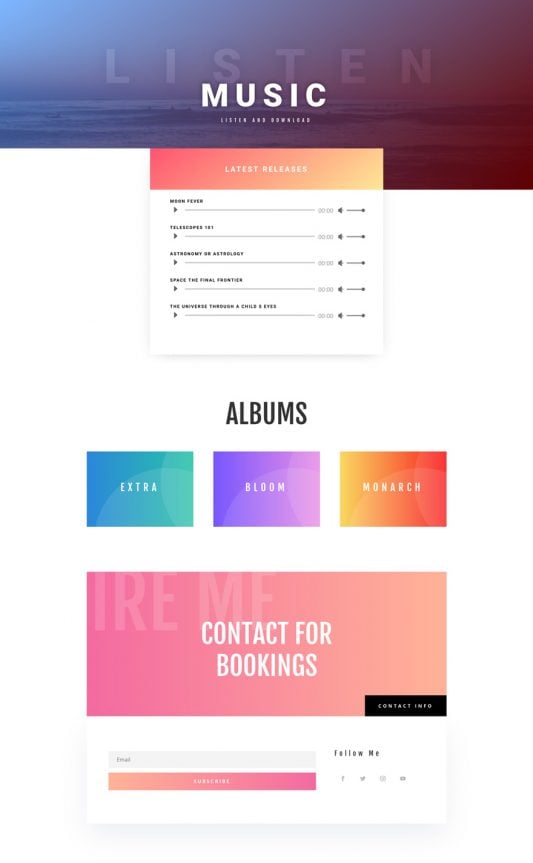 LISTEN
MUSIC
LISTEN AND DOWNLOAD
LATEST RELEASES
MOON FEVER
00:00
TELESCOPES 101
00:00
ASTRONOMY OR ASTROLOGY
00:00
SPACE THE FINAL FRONTIER
00:00
THE UNIVERSE THROUGH A CHILD S EYES
00:00
ALBUMS
EXTRA
BLOOM
MONARCH
IRE ME
CONTACT FOR
BOOKINGS
CONTACT INFO
Follow Me
Email
SUBSCRIBE